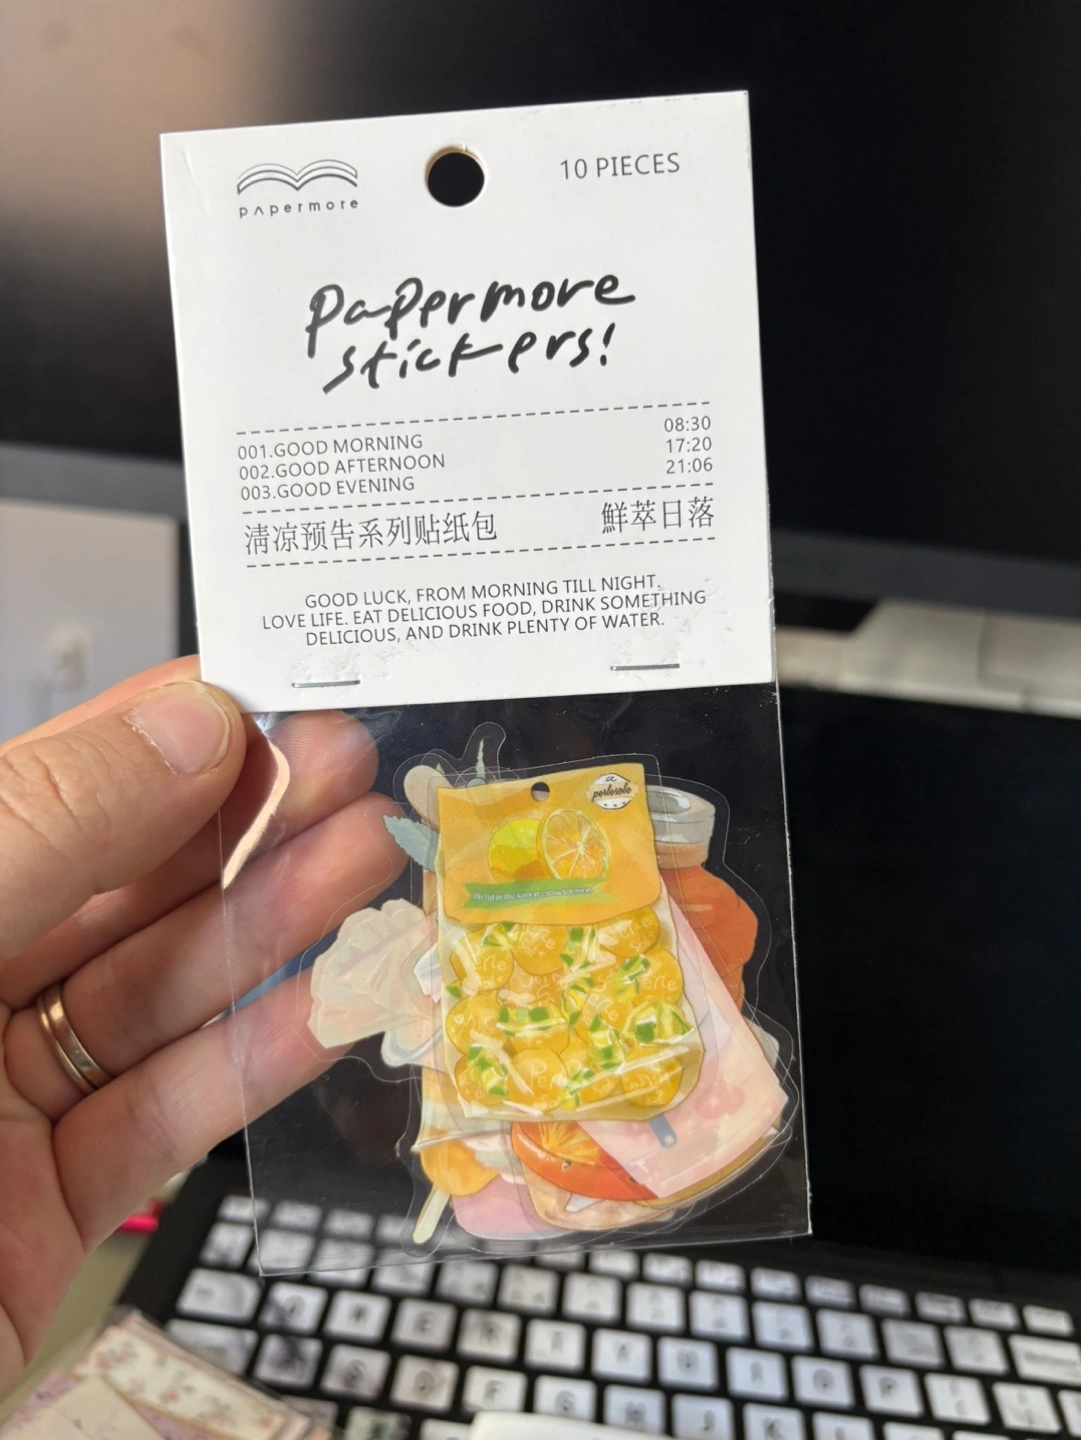 papermore
10 PIECES
papermore
stickers!
001.GOOD MORNING 08:30
002.GOOD AFTERNOON 17:20
003.GOOD EVENING 21:06
清凉预告系列贴纸包 鮮萃日落
GOOD LUCK, FROM MORNING TILL NIGHT.
LOVE LIFE. EAT DELICIOUS FOOD, DRINK SOMETHING
DELICIOUS, AND DRINK PLENTY OF WATER.